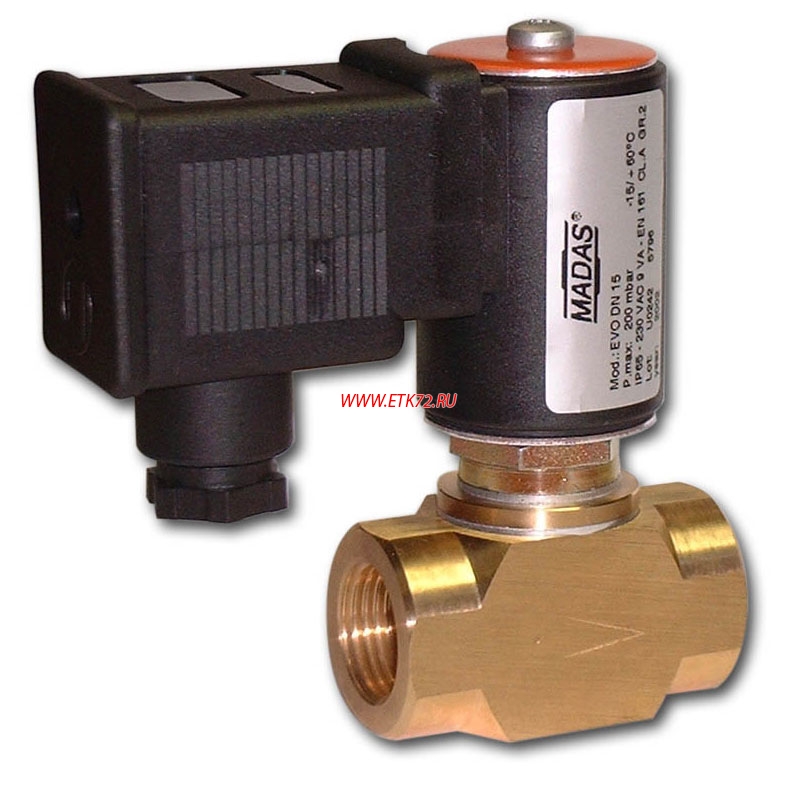 MADAS®
Mod.: EVO DN 15 -15/+60°C
P.max: 200 mbar
IP65 - 230 VAC 9 VA - EN 161 CL.A GR.2
Lot: U0242 5796
year: 2002
WWW.ETK72.RU